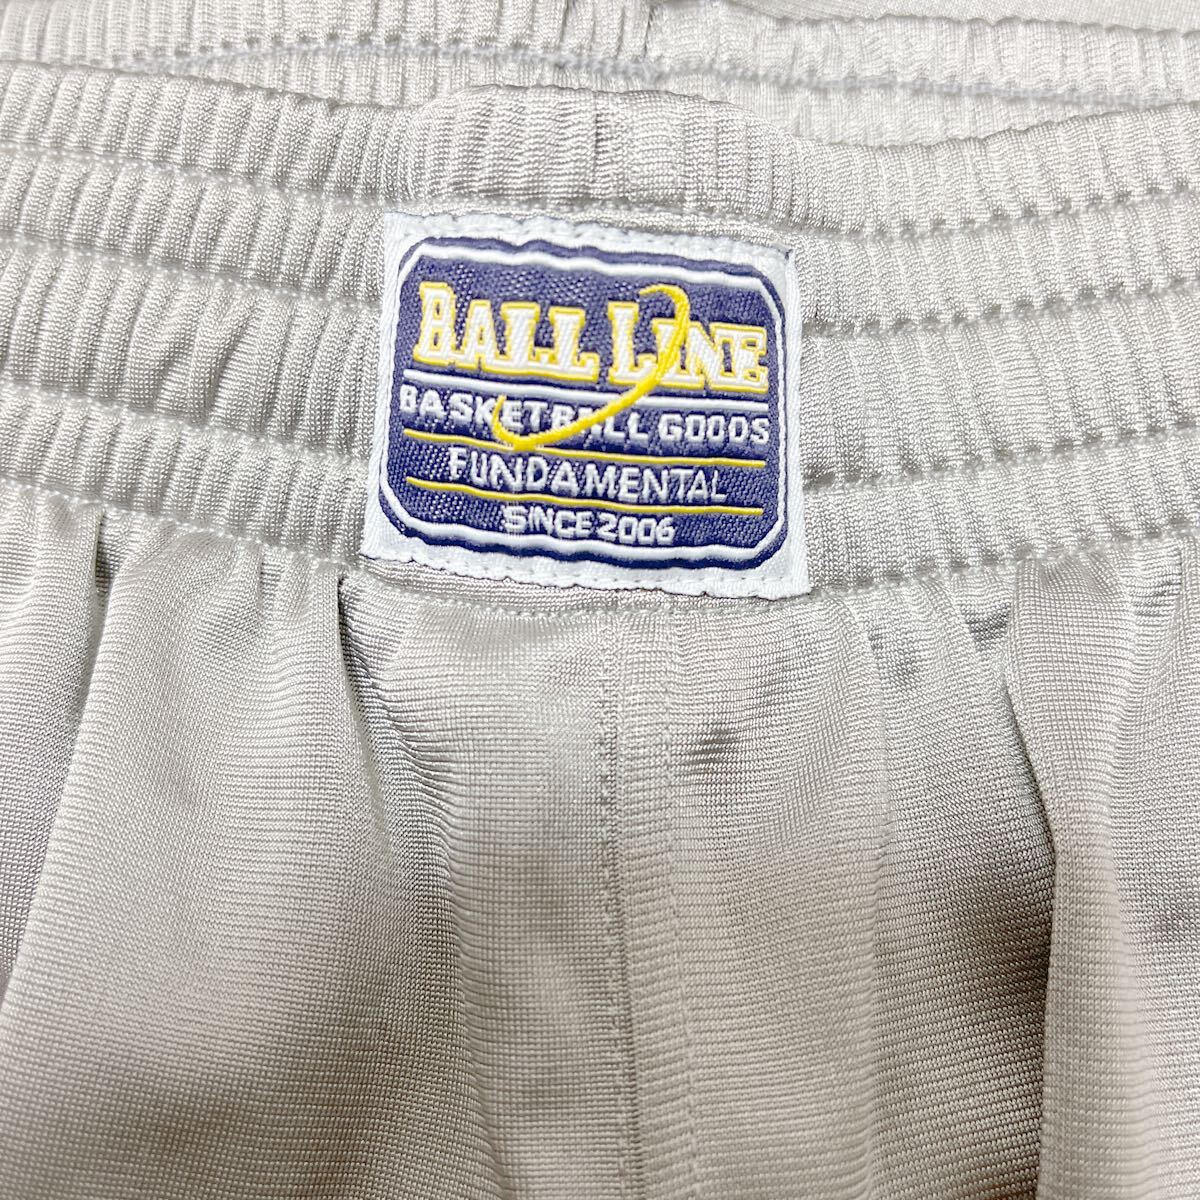 BALL LINE
BASKETBALL GOODS
FUNDAMENTAL
SINCE 2006